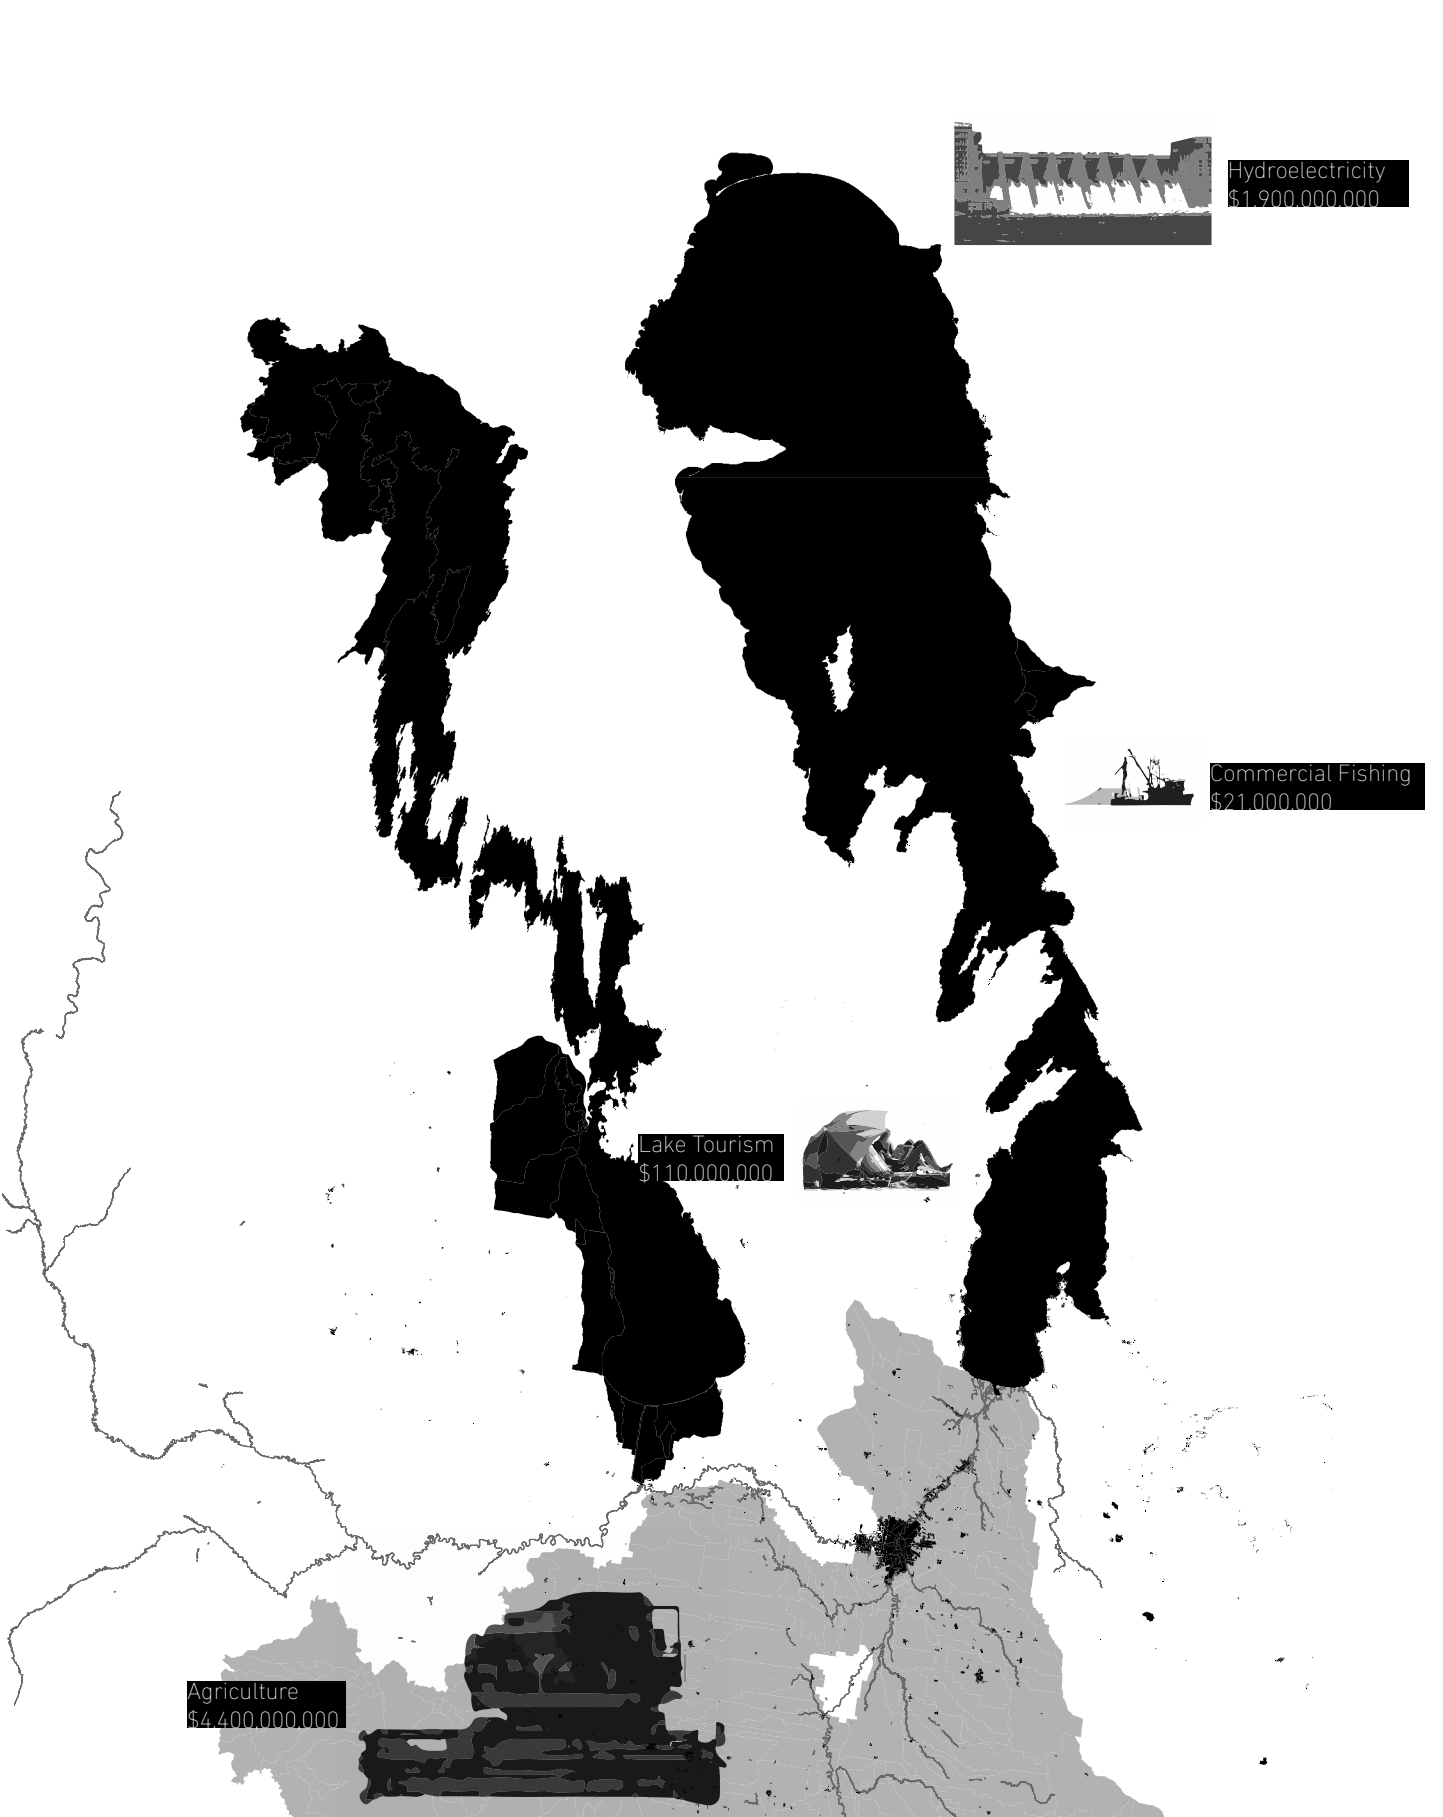 Hydroelectricity
$1,900,000,000
Commercial Fishing
$21,000,000
Lake Tourism
$110,000,000
Agriculture
$4,400,000,000